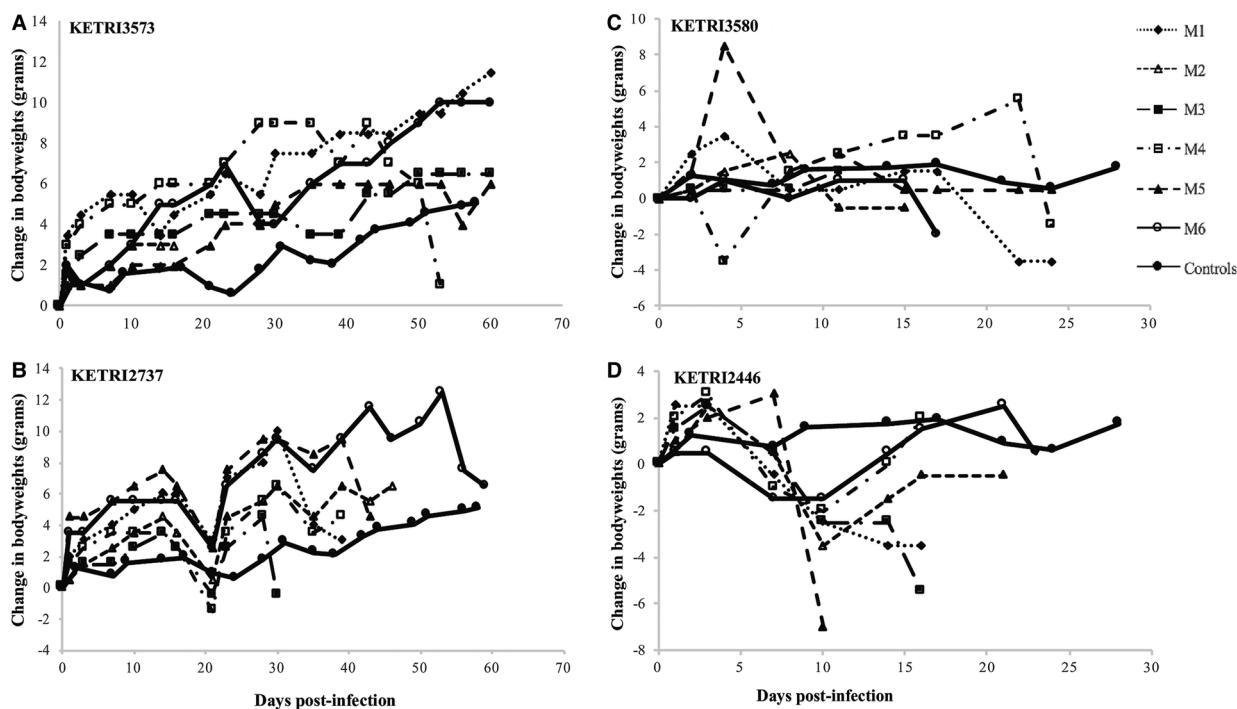 A
KETRI3573
Change in bodyweights (grams)
14
12
10
8
6
4
2
0
0 10 20 30 40 50 60 70
B
KETRI2737
Change in bodyweights (grams)
14
12
10
8
6
4
2
0
-2
-4
0 10 20 30 40 50 60 70
Days post-infection
C
KETRI3580
Change in bodyweights (grams)
10
8
6
4
2
0
-2
-4
-6
0 5 10 15 20 25 30
M1
M2
M3
M4
M5
M6
Controls
D
KETRI2446
Change in bodyweights (grams)
4
2
0
-2
-4
-6
-8
0 5 10 15 20 25 30
Days post-infection